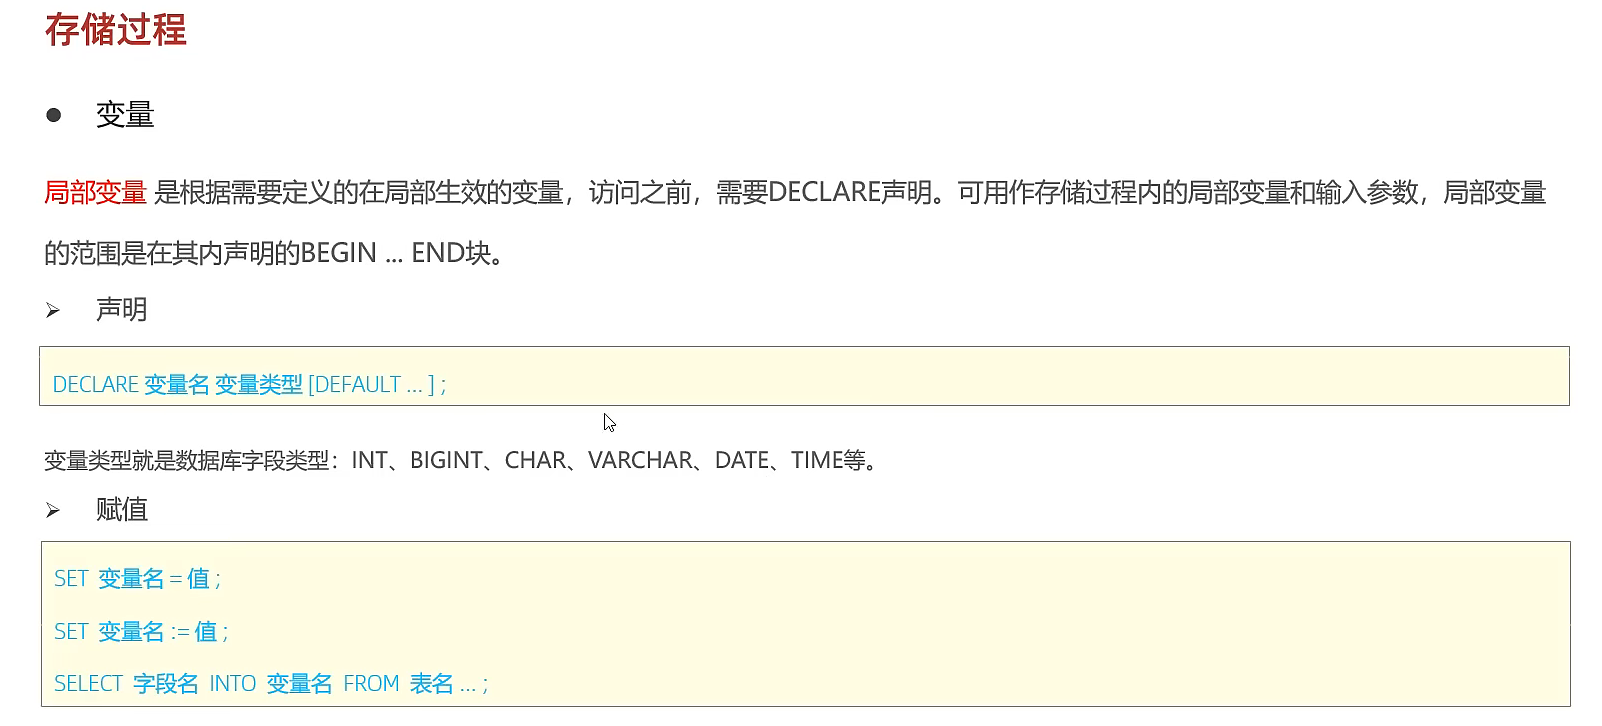 存储过程
● 变量
局部变量 是根据需要定义的在局部生效的变量，访问之前，需要DECLARE声明。可用作存储过程内的局部变量和输入参数，局部变量
的范围是在其内声明的BEGIN ... END块。
➢ 声明
DECLARE 变量名 变量类型 [DEFAULT ... ] ;
变量类型就是数据库字段类型：INT、BIGINT、CHAR、VARCHAR、DATE、TIME等。
➢ 赋值
SET 变量名 = 值 ;
SET 变量名 := 值 ;
SELECT 字段名 INTO 变量名 FROM 表名 ... ;